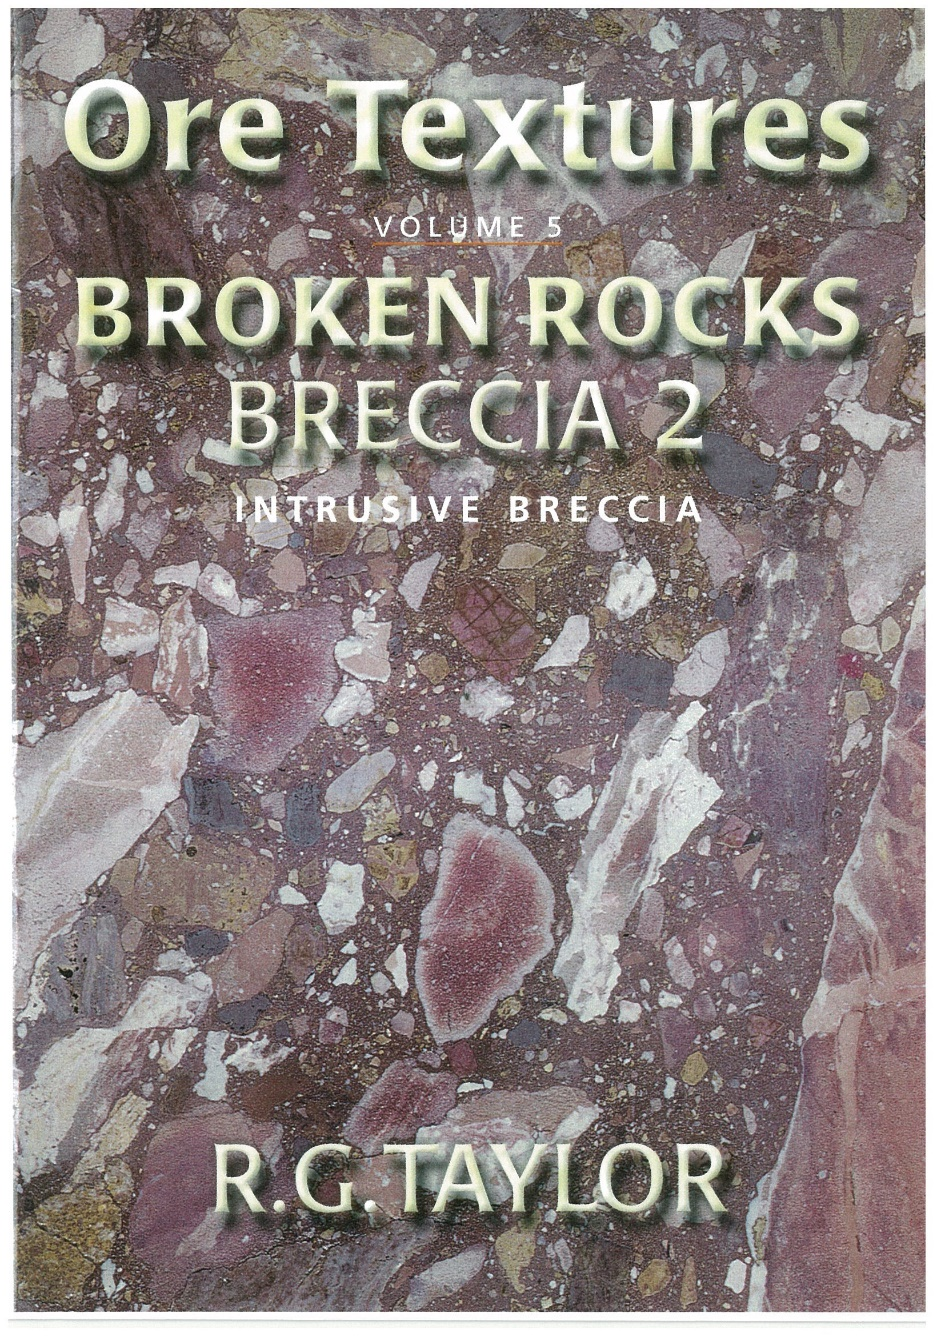 Ore Textures
VOLUME 5
BROKEN ROCKS
BRECCIA 2
INTRUSIVE BRECCIA
R.G.TAYLOR